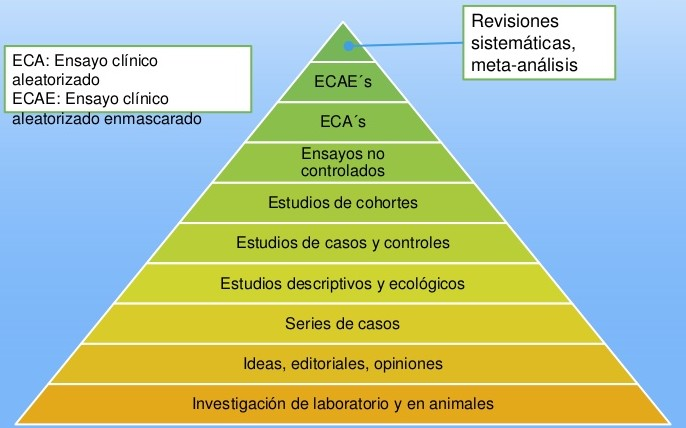 Revisiones
sistemáticas,
meta-análisis
ECA: Ensayo clínico
aleatorizado
ECAE: Ensayo clínico
aleatorizado enmascarado
ECAE´s
ECA´s
Ensayos no
controlados
Estudios de cohortes
Estudios de casos y controles
Estudios descriptivos y ecológicos
Series de casos
Ideas, editoriales, opiniones
Investigación de laboratorio y en animales